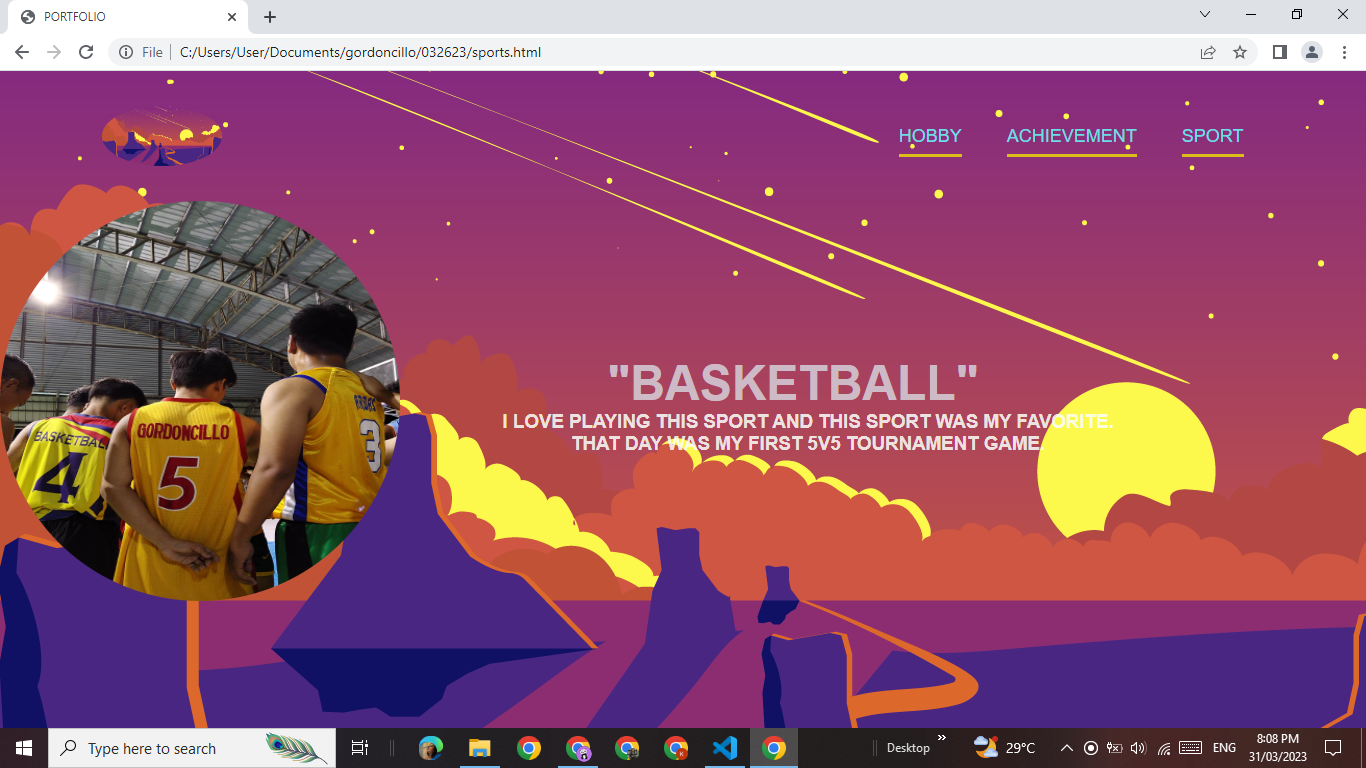 PORTFOLIO
File
C:/Users/User/Documents/gordoncillo/032623/sports.html
HOBBY
ACHIEVEMENT
SPORT
BASKETBALL
4
GORDONCILLO
5
3
"BASKETBALL"
I LOVE PLAYING THIS SPORT AND THIS SPORT WAS MY FAVORITE.
THAT DAY WAS MY FIRST 5V5 TOURNAMENT GAME.
Type here to search
Desktop
29°C
ENG
8:08 PM
31/03/2023